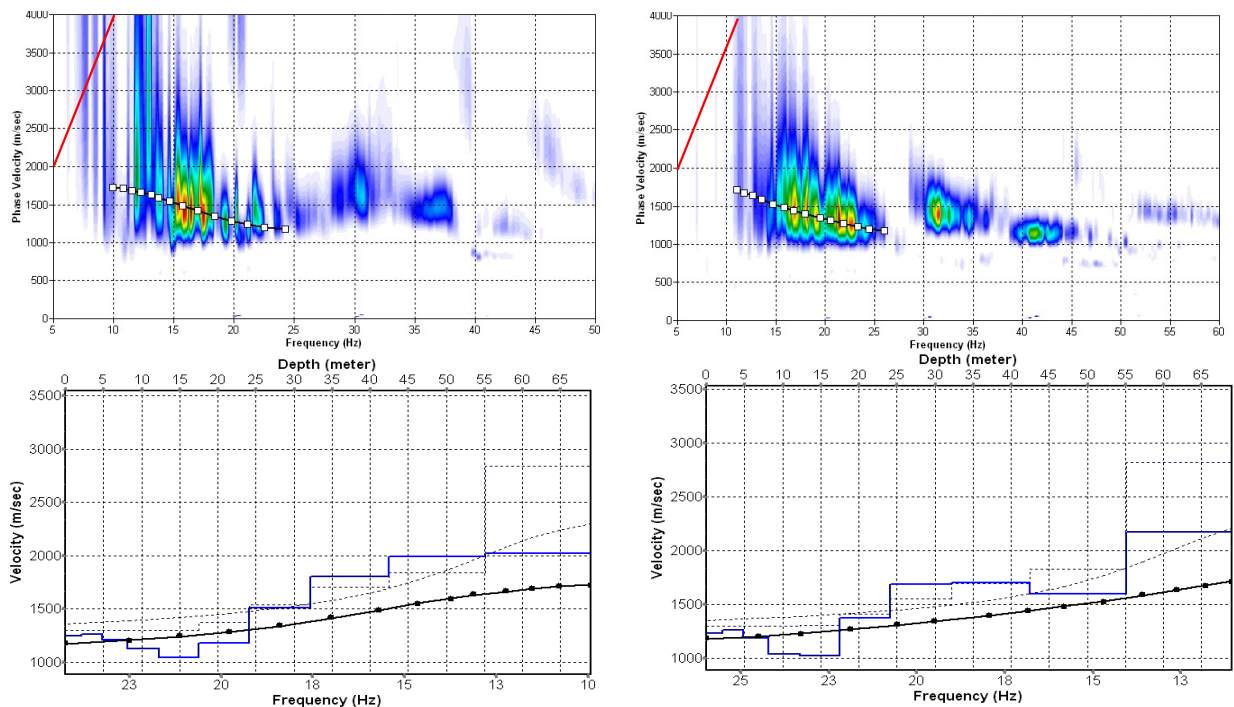 4000
3500
3000
2500
2000
1500
1000
500
0
Phase Velocity (m/sec)
5 10 15 20 25 30 35 40 45 50
Frequency (Hz)
4000
3500
3000
2500
2000
1500
1000
500
0
Phase Velocity (m/sec)
5 10 15 20 25 30 35 40 45 50 55 60
Frequency (Hz)
Depth (meter)
0 5 10 15 20 25 30 35 40 45 50 55 60 65
3500
3000
2500
2000
1500
1000
Velocity (m/sec)
23 20 18 15 13 10
Frequency (Hz)
Depth (meter)
0 5 10 15 20 25 30 35 40 45 50 55 60 65
3500
3000
2500
2000
1500
1000
Velocity (m/sec)
25 23 20 18 15 13
Frequency (Hz)